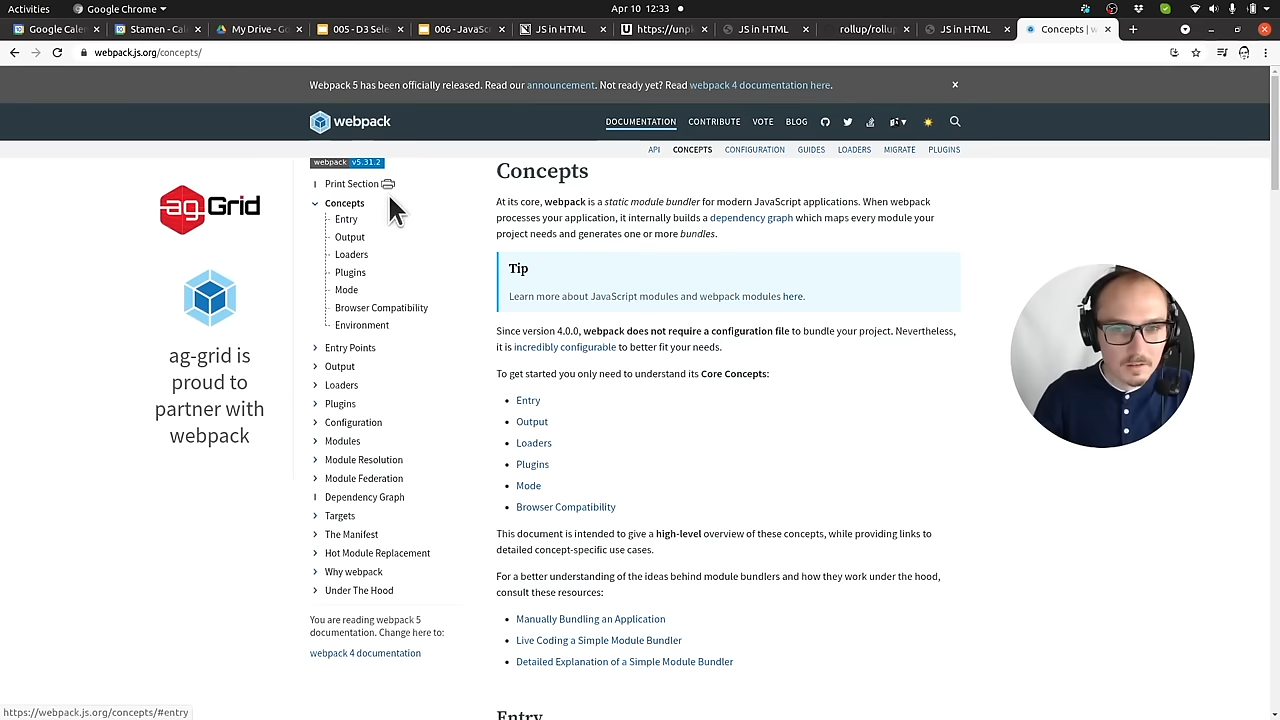 Activities
Google Chrome
Apr 10 12:33
Google Cale
Stamen - Cal
My Drive - Go
005 - D3 Sele
006 - JavaSc
JS in HTML
https://unpk
JS in HTML
rollup/rollup
JS in HTML
Concepts | w
webpack.js.org/concepts/
Webpack 5 has been officially released. Read our announcement. Not ready yet? Read webpack 4 documentation here.
webpack
DOCUMENTATION
CONTRIBUTE
VOTE
BLOG
API
CONCEPTS
CONFIGURATION
GUIDES
LOADERS
MIGRATE
PLUGINS
ag Grid
ag-grid is
proud to
partner with
webpack
webpack v5.31.2
Print Section
Concepts
Entry
Output
Loaders
Plugins
Mode
Browser Compatibility
Environment
Entry Points
Output
Loaders
Plugins
Configuration
Modules
Module Resolution
Module Federation
Dependency Graph
Targets
The Manifest
Hot Module Replacement
Why webpack
Under The Hood
You are reading webpack 5
documentation. Change here to:
webpack 4 documentation
Concepts
At its core, webpack is a static module bundler for modern JavaScript applications. When webpack
processes your application, it internally builds a dependency graph which maps every module your
project needs and generates one or more bundles.
Tip
Learn more about JavaScript modules and webpack modules here.
Since version 4.0.0, webpack does not require a configuration file to bundle your project. Nevertheless,
it is incredibly configurable to better fit your needs.
To get started you only need to understand its Core Concepts:
Entry
Output
Loaders
Plugins
Mode
Browser Compatibility
This document is intended to give a high-level overview of these concepts, while providing links to
detailed concept-specific use cases.
For a better understanding of the ideas behind module bundlers and how they work under the hood,
consult these resources:
Manually Bundling an Application
Live Coding a Simple Module Bundler
Detailed Explanation of a Simple Module Bundler
Entry
https://webpack.js.org/concepts/#entry